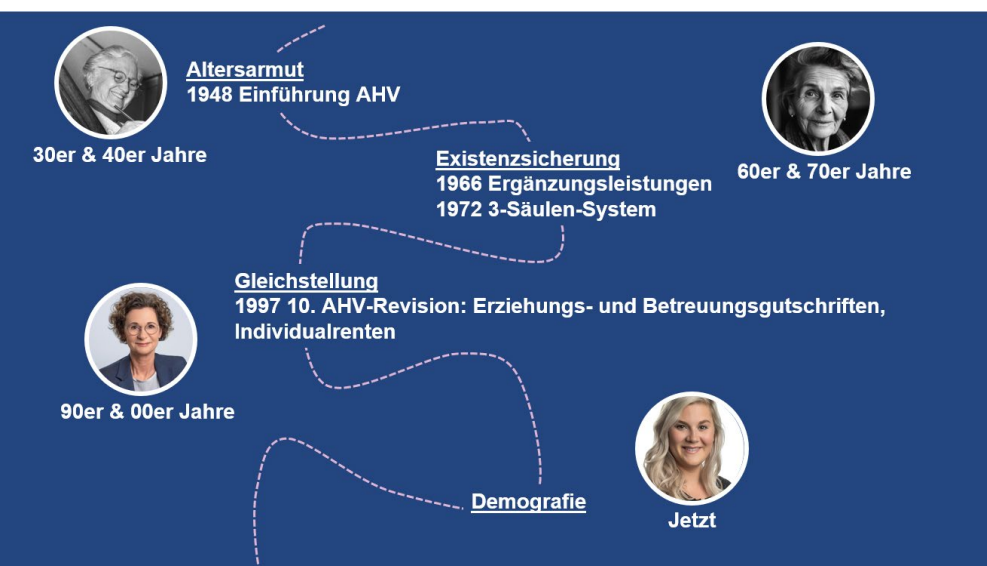 Altersarmut
1948 Einführung AHV
30er & 40er Jahre
Existenzsicherung
1966 Ergänzungsleistungen
1972 3-Säulen-System
60er & 70er Jahre
Gleichstellung
1997 10. AHV-Revision: Erziehungs- und Betreuungsgutschriften,
Individualrenten
90er & 00er Jahre
Demografie
Jetzt